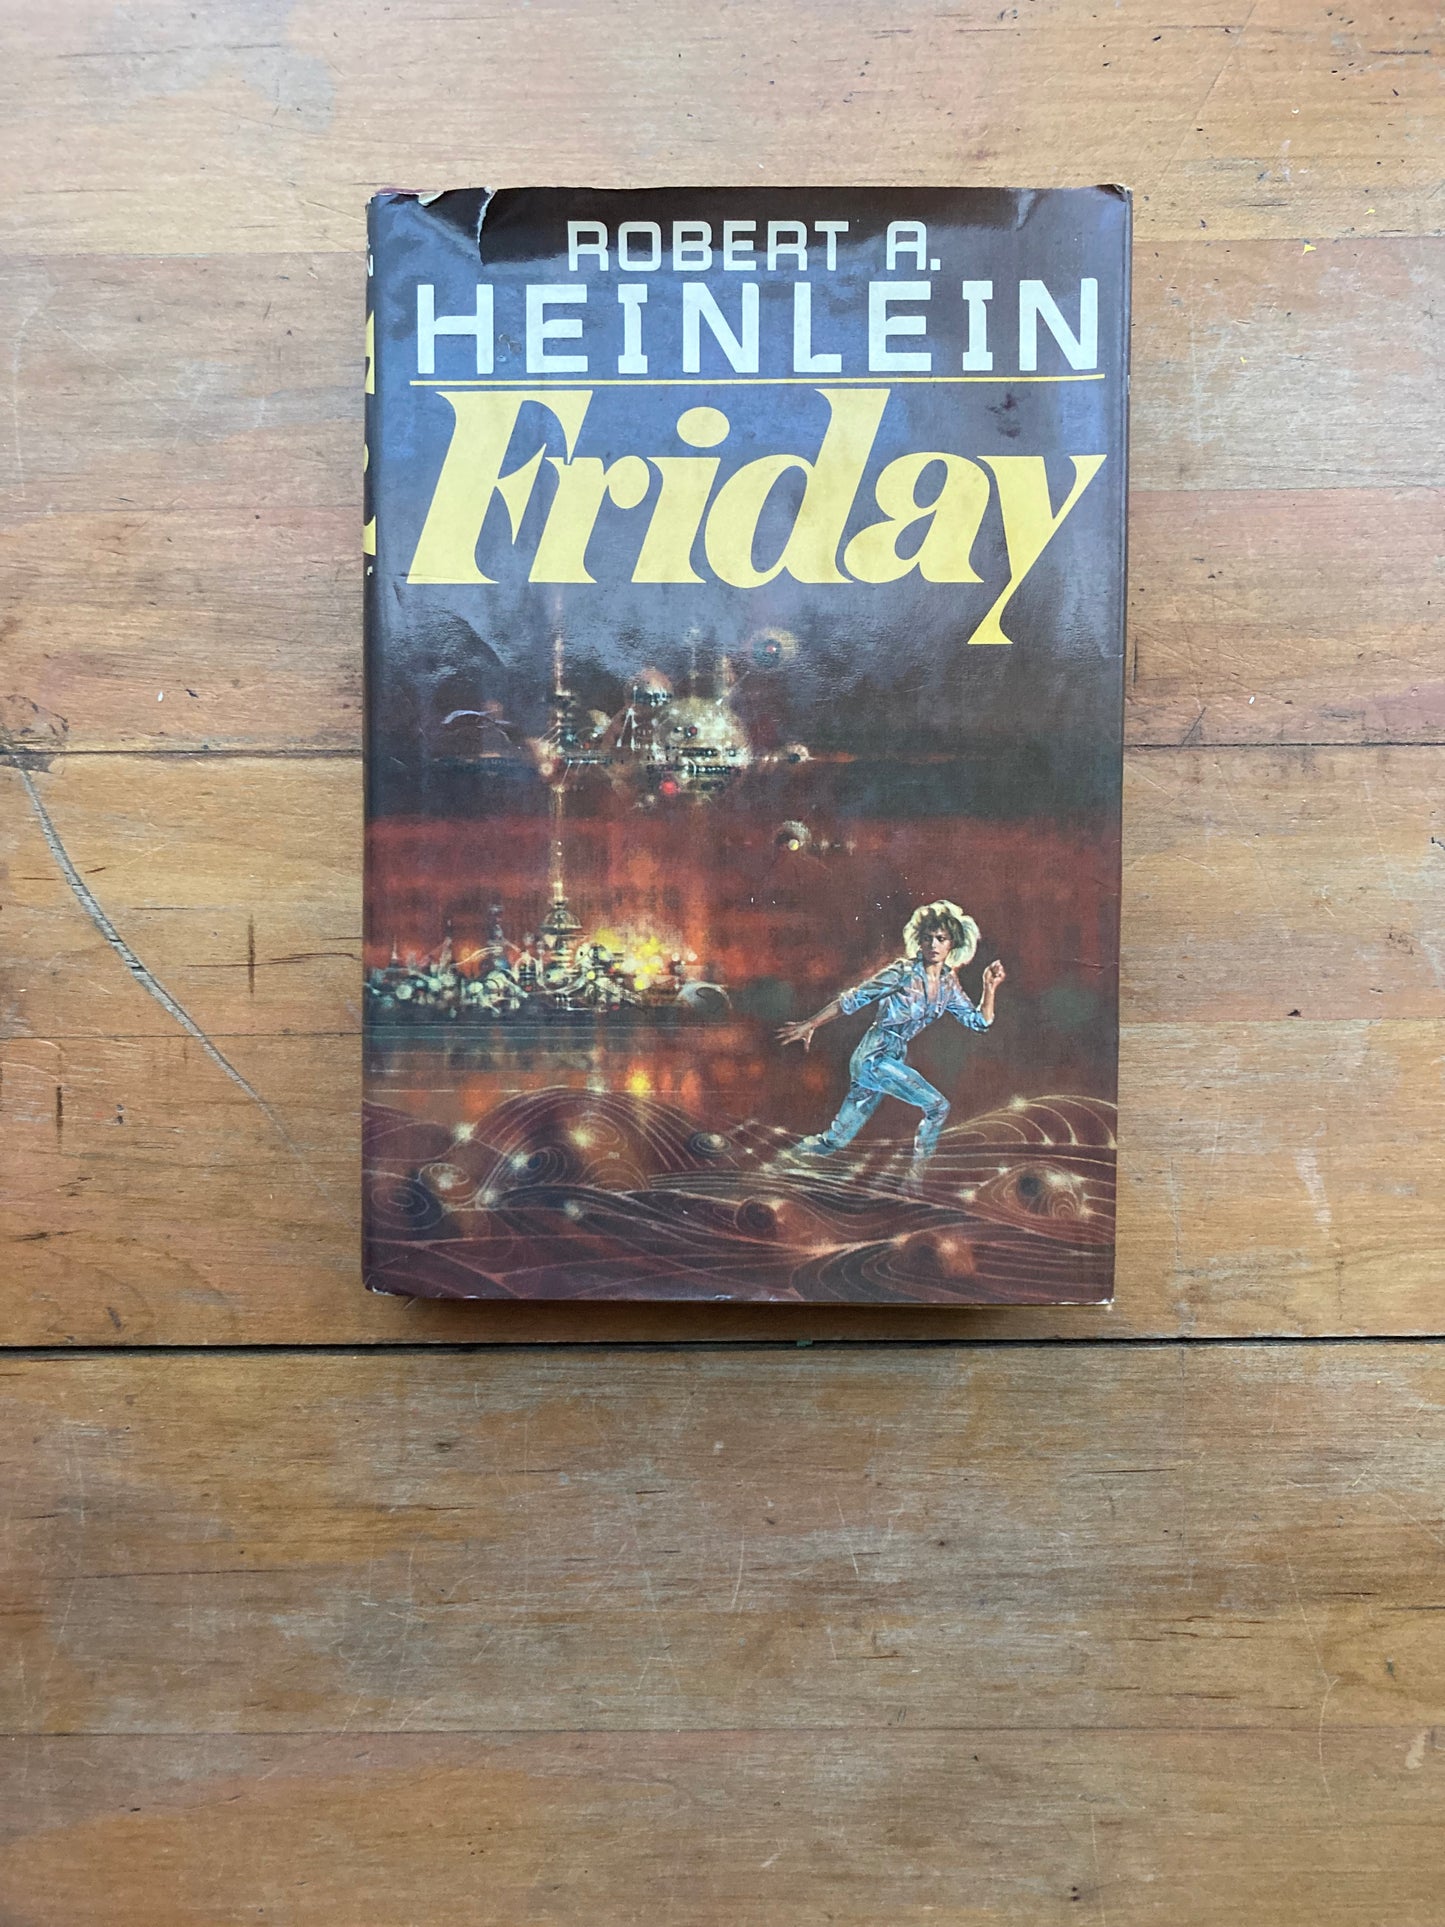 ROBERT A.
HEINLEIN
Friday